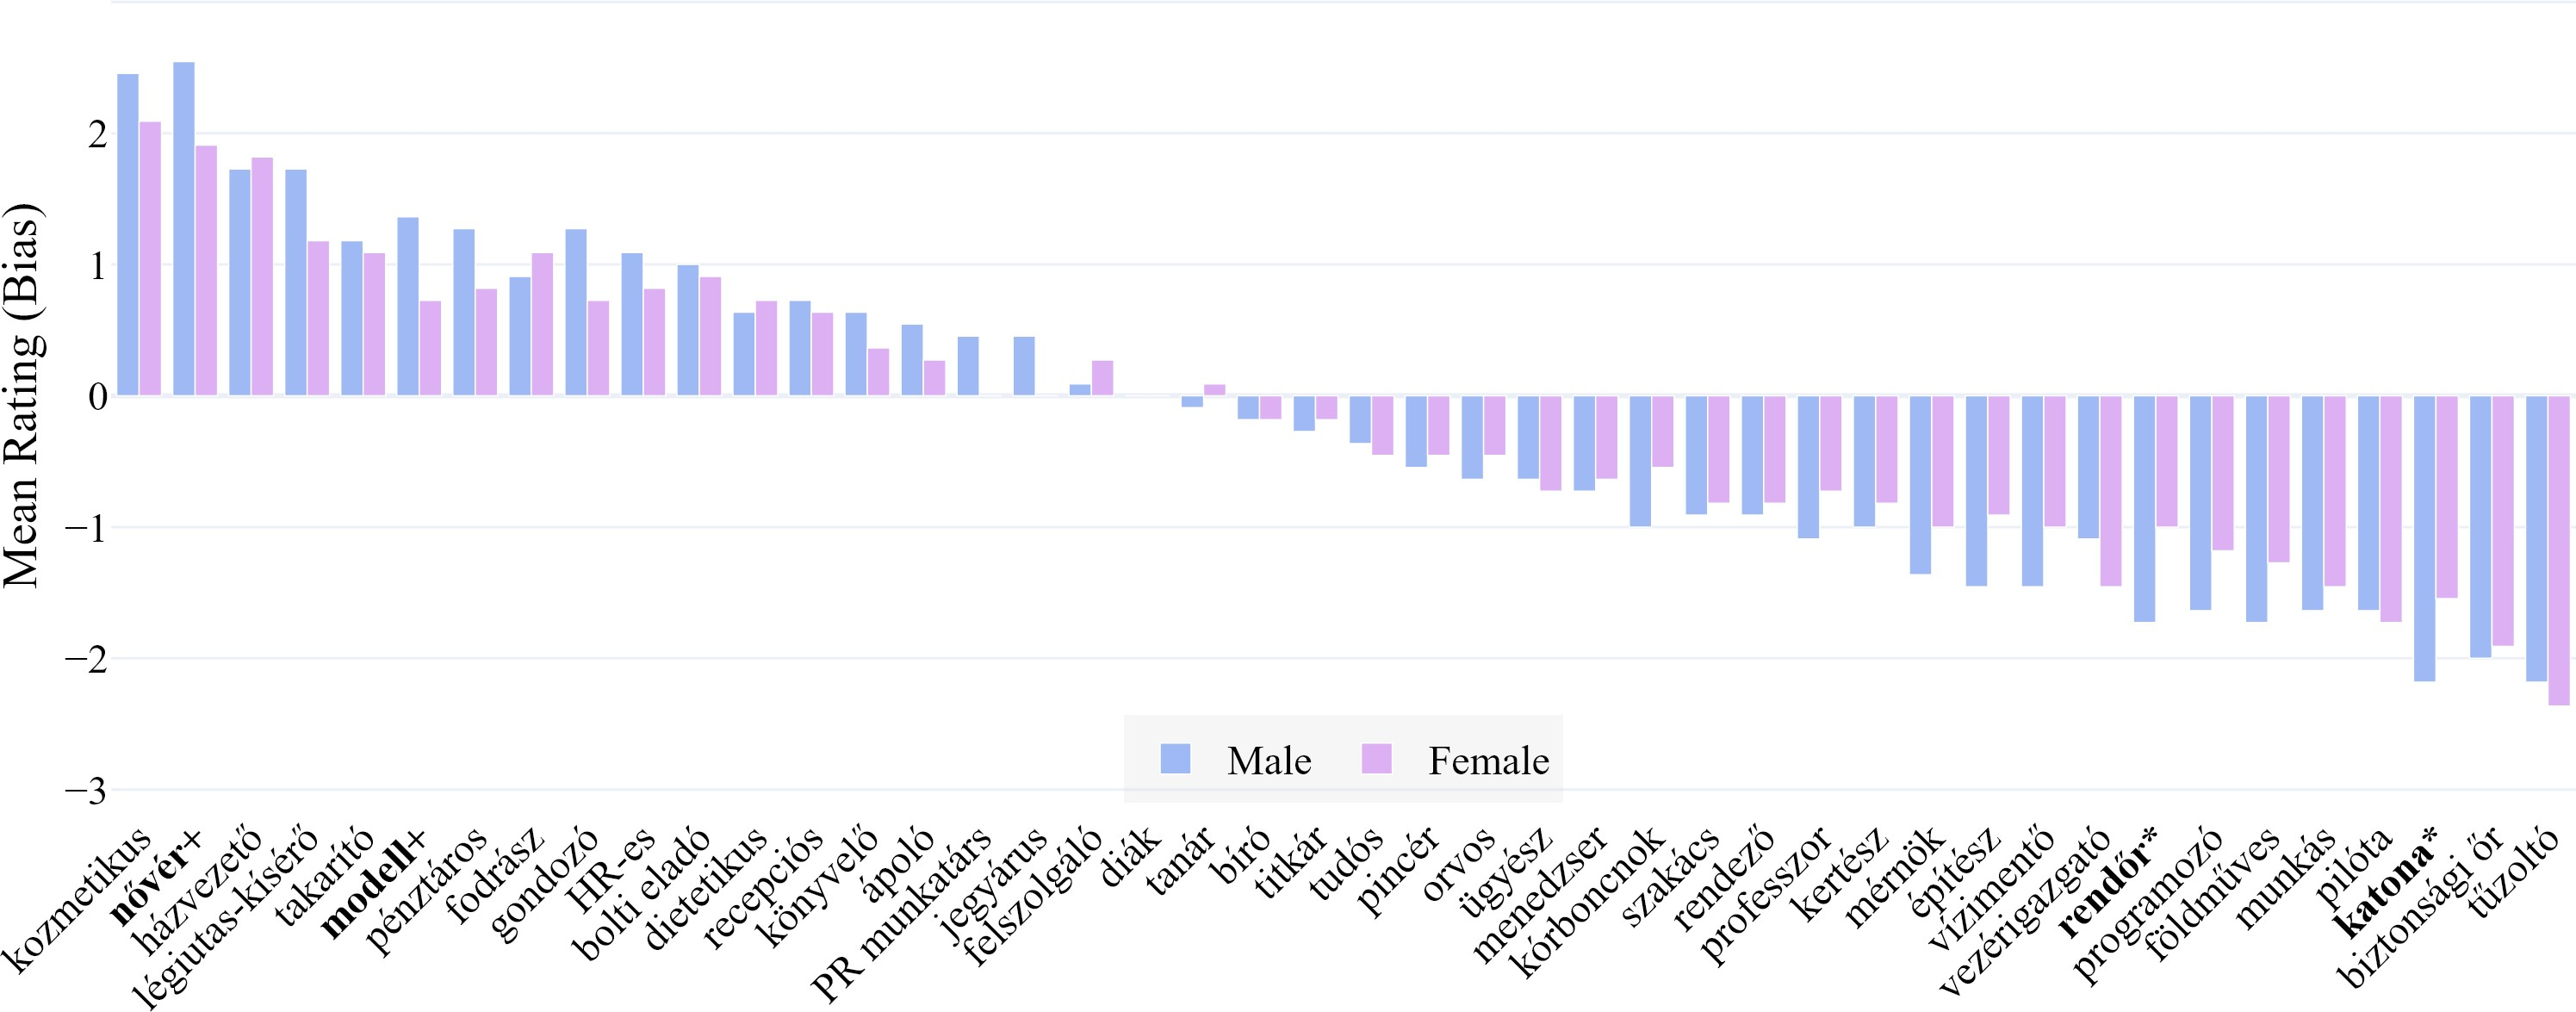 Mean Rating (Bias)
2
1
0
−1
−2
−3
Male
Female
kozmetikus
nővér+
házvezető
légiutas-kísérő
takarító
modell+
pénztáros
fodrász
gondozó
HR-es
bolti eladó
dietetikus
recepciós
könyvelő
ápoló
PR munkatárs
jegyárus
felszolgáló
diák
tanár
bíró
titkár
tudós
pincér
orvos
ügyész
menedzser
kórboncnok
szakács
rendező
professzor
kertész
mérnök
építész
vízimentő
vezérigazgató
rendőr*
programozó
földműves
munkás
pilóta
katona*
biztonsági őr
tűzoltó